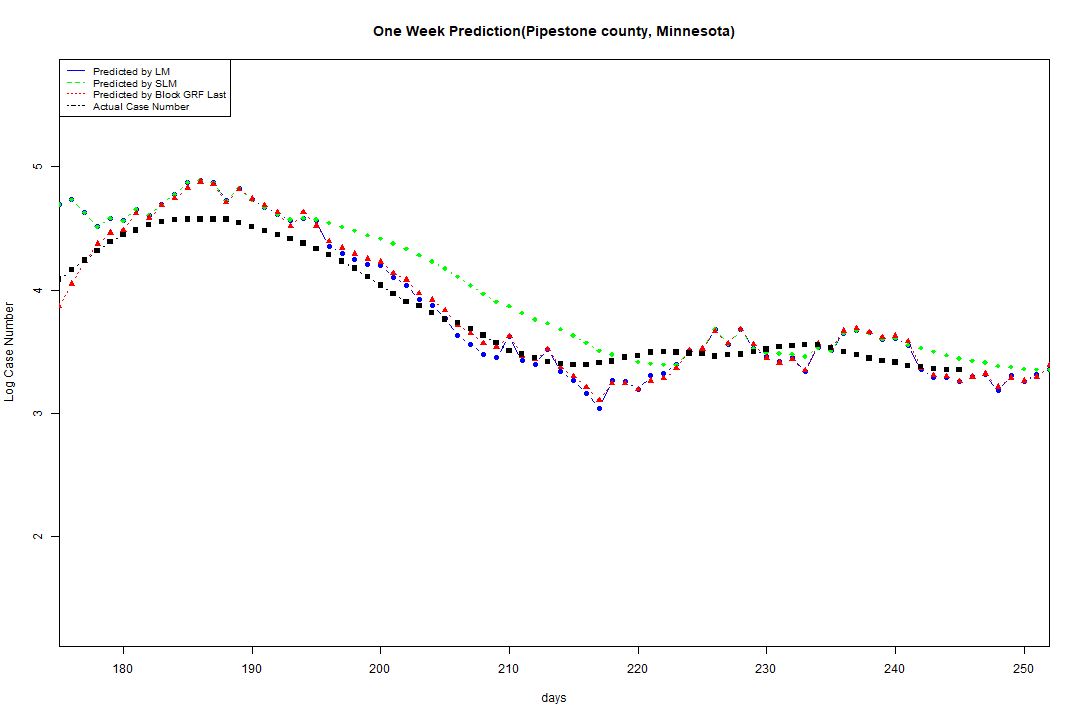 One Week Prediction(Pipestone county, Minnesota)
Predicted by LM
Predicted by SLM
Predicted by Block GRF Last
Actual Case Number
5
4
3
2
Log Case Number
180 190 200 210 220 230 240 250
days